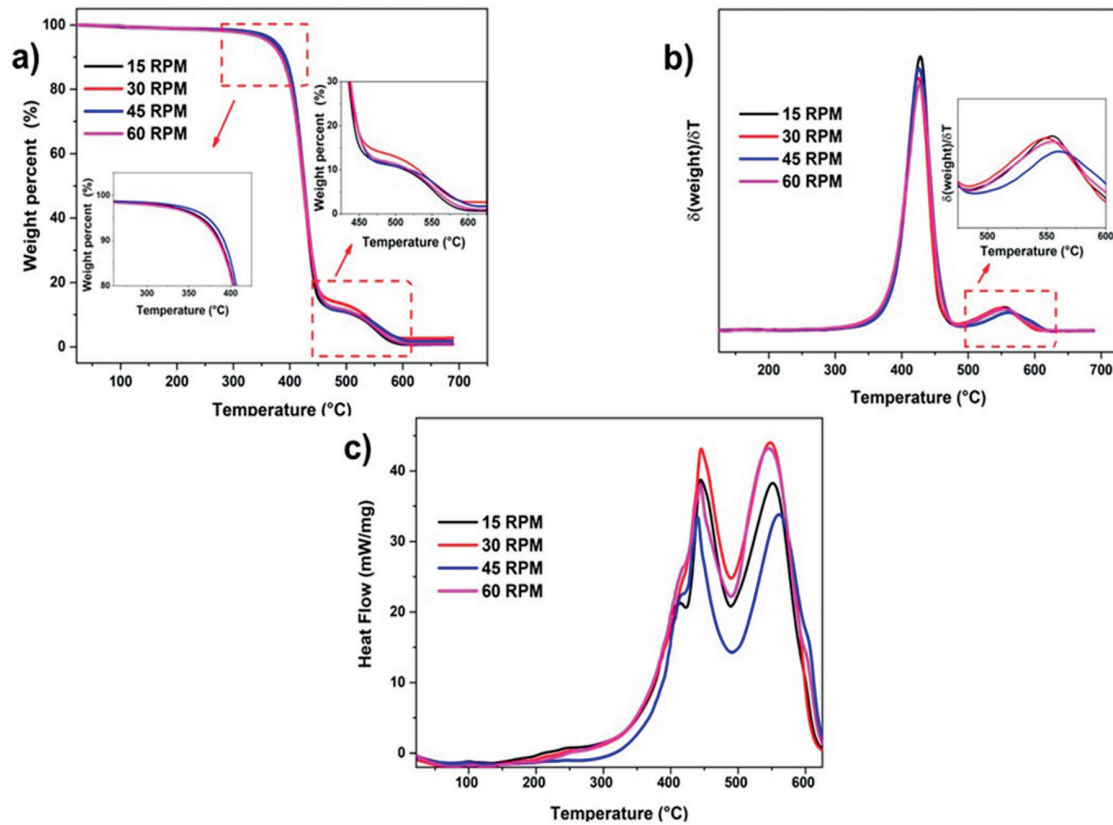 a)
Weight percent (%)
100
80
60
40
20
0
15 RPM
30 RPM
45 RPM
60 RPM
Weight percent (%)
30
20
10
0
450
500
550
600
Temperature (°C)
Weight percent (%)
100
90
80
300
350
400
Temperature (°C)
100
200
300
400
500
600
700
Temperature (°C)
b)
δ(weight)/δT
15 RPM
30 RPM
45 RPM
60 RPM
δ(weight)/δT
500
550
600
Temperature (°C)
200
300
400
500
600
700
Temperature (°C)
c)
Heat Flow (mW/mg)
40
30
20
10
0
15 RPM
30 RPM
45 RPM
60 RPM
100
200
300
400
500
600
Temperature (°C)